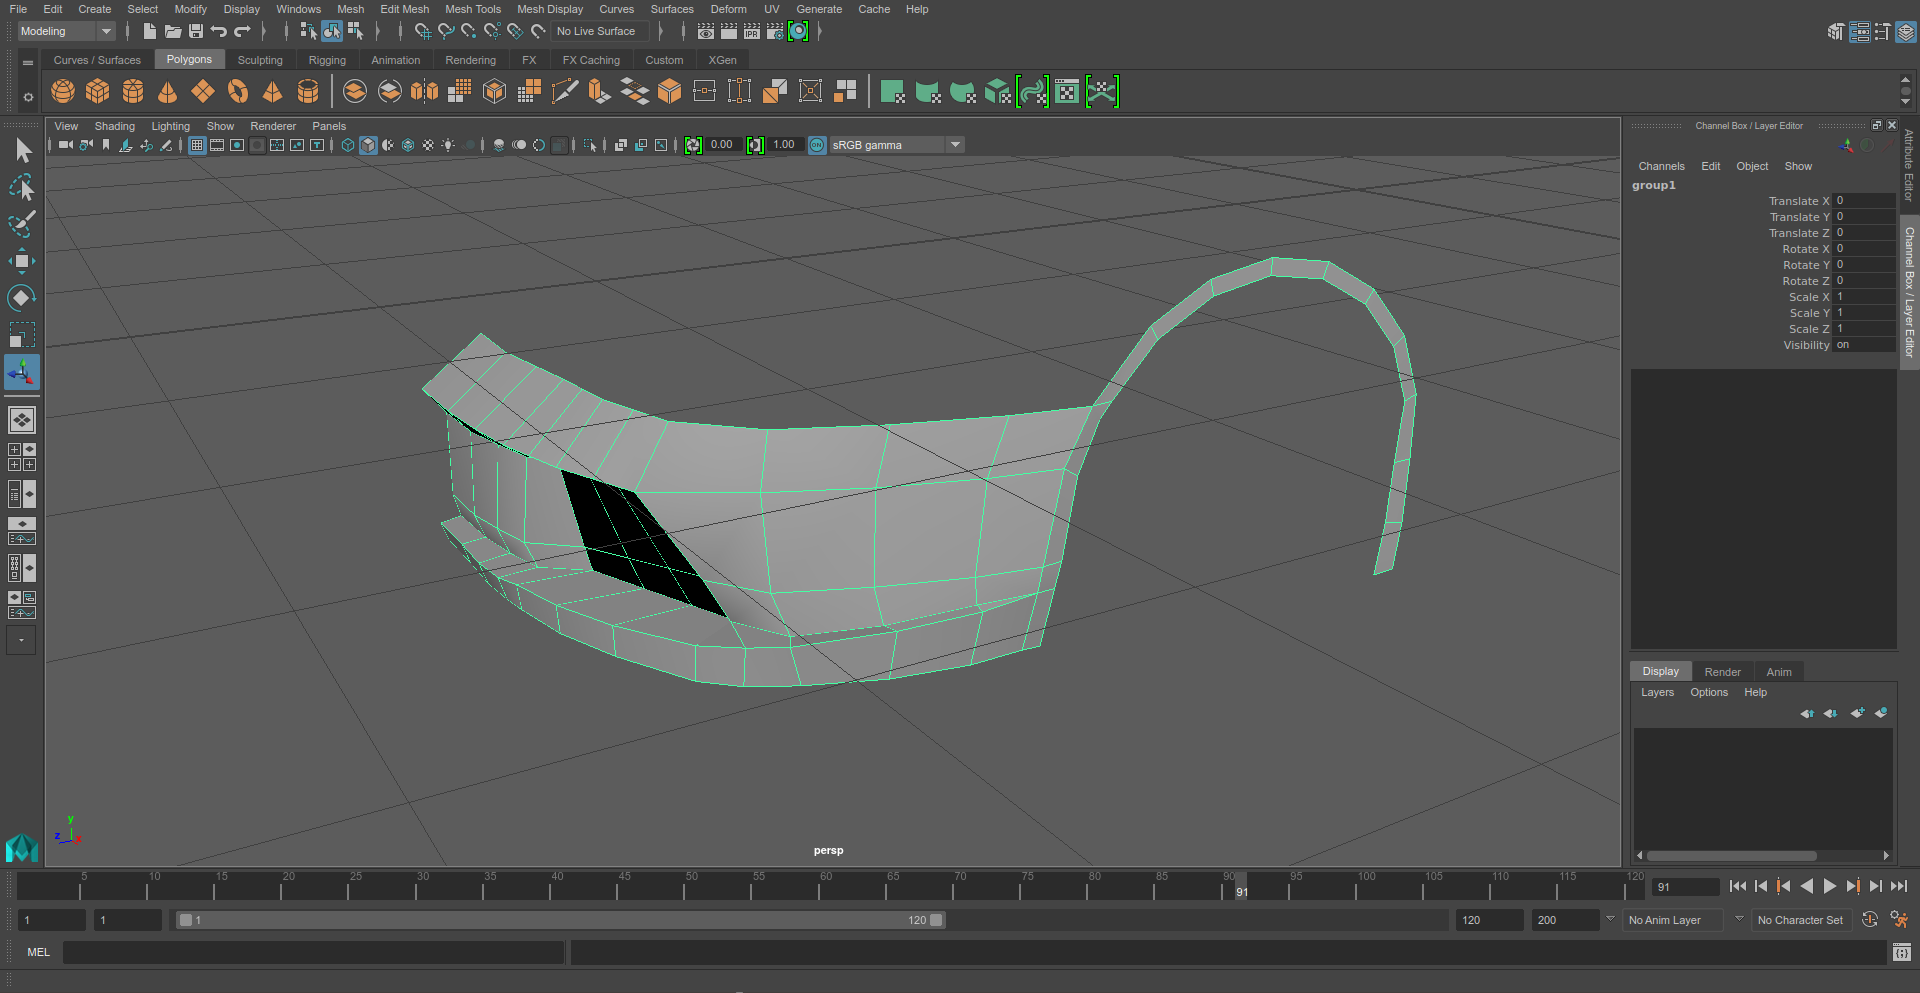 File Edit Create Select Modify Display Windows Mesh Edit Mesh Mesh Tools Mesh Display Curves Surfaces Deform UV Generate Cache Help
Modeling No Live Surface
IPR
Curves / Surfaces Polygons Sculpting Rigging Animation Rendering FX FX Caching Custom XGen
View Shading Lighting Show Renderer Panels
0.00 1.00 ON sRGB gamma
Channel Box / Layer Editor
Channels Edit Object Show
group1
Translate X 0
Translate Y 0
Translate Z 0
Rotate X 0
Rotate Y 0
Rotate Z 0
Scale X 1
Scale Y 1
Scale Z 1
Visibility on
Attribute Editor
Channel Box / Layer Editor
Display Render Anim
Layers Options Help
y
z x
persp
5 10 15 20 25 30 35 40 45 50 55 60 65 70 75 80 85 90 95 100 105 110 115 120
91
91
1 1 1 120 120 200 No Anim Layer No Character Set
MEL